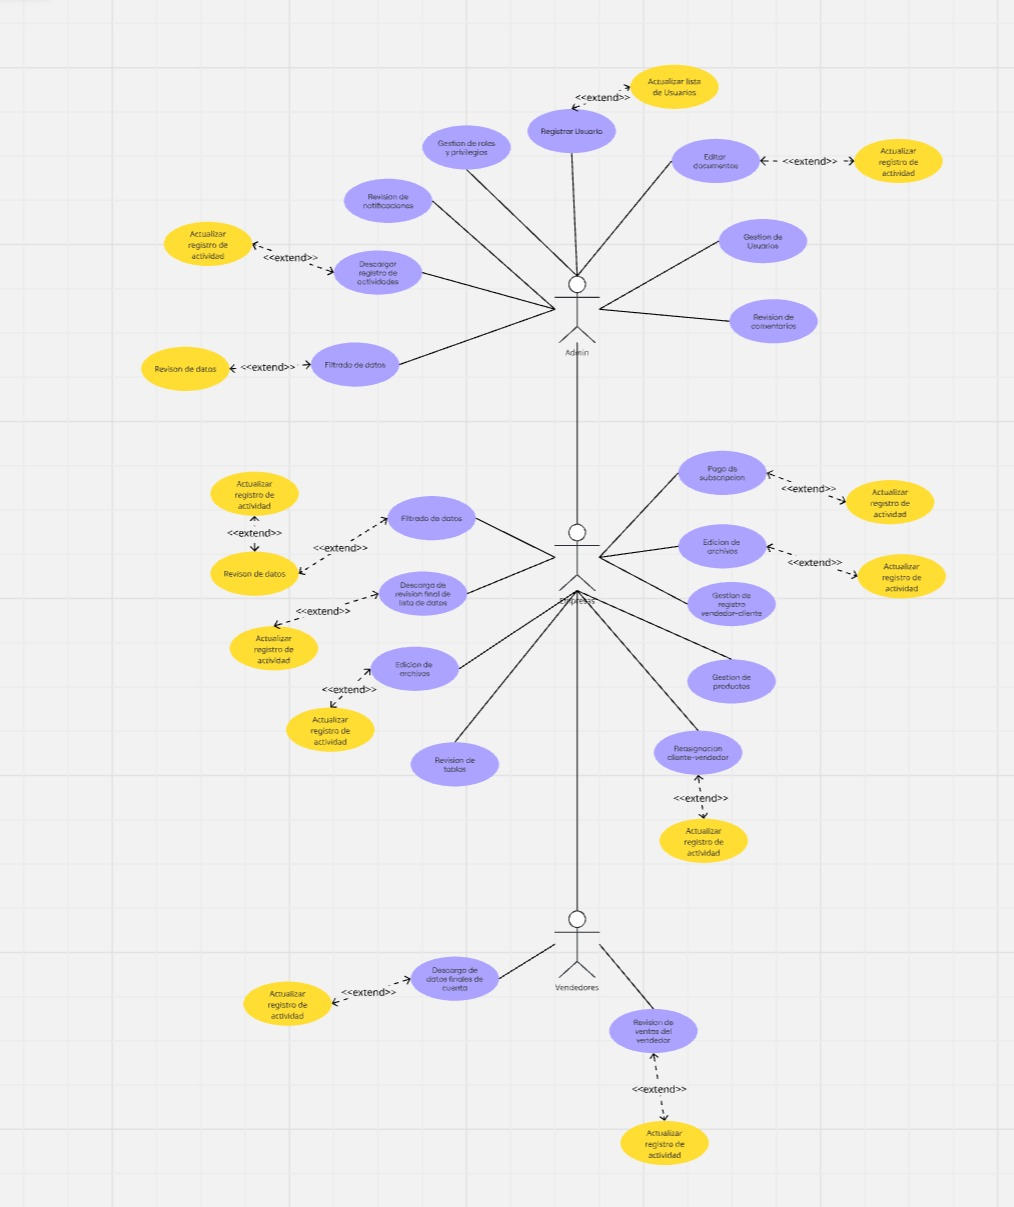 Actualizar lista
de Usuarios
<<extend>>
Registrar Usuario
Gestion de roles
y privilegios
Editar
documentos
<<extend>>
Actualizar
registro de
actividad
Revision de
notificaciones
Actualizar
registro de
actividad
<<extend>>
Descargar
registro de
actividades
Gestion de
Usuarios
Revision de
comentarios
Admin
Revison de datos
<<extend>>
Filtrado de datos
Pago de
subscripcion
<<extend>>
Actualizar
registro de
actividad
Actualizar
registro de
actividad
<<extend>>
Revison de datos
<<extend>>
Filtrado de datos
Edicion de
archivos
<<extend>>
Actualizar
registro de
actividad
Descarga de
revision final de
lista de datos
<<extend>>
Actualizar
registro de
actividad
Empresas
Gestion de
registro
vendedor-cliente
Edicion de
archivos
<<extend>>
Actualizar
registro de
actividad
Gestion de
productos
Revision de
tablas
Reasignacion
cliente-vendedor
<<extend>>
Actualizar
registro de
actividad
Vendedores
Descarga de
datos finales de
cuenta
<<extend>>
Actualizar
registro de
actividad
Revision de
ventas del
vendedor
<<extend>>
Actualizar
registro de
actividad